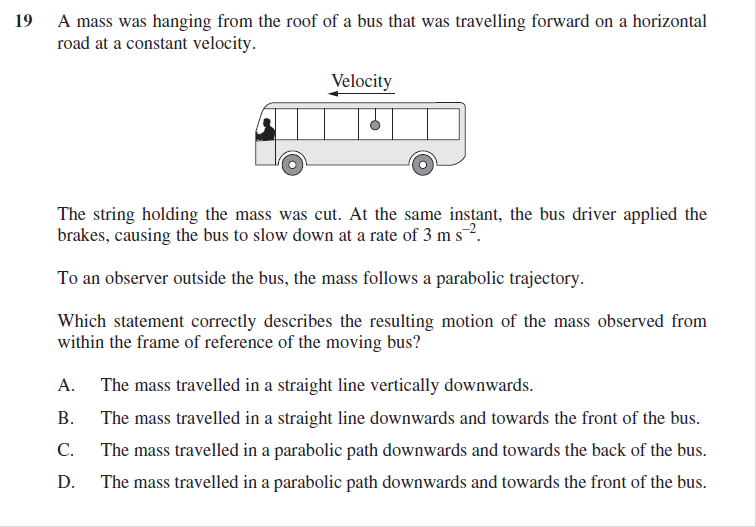 19 A mass was hanging from the roof of a bus that was travelling forward on a horizontal
road at a constant velocity.
Velocity
The string holding the mass was cut. At the same instant, the bus driver applied the
brakes, causing the bus to slow down at a rate of 3 m s⁻².
To an observer outside the bus, the mass follows a parabolic trajectory.
Which statement correctly describes the resulting motion of the mass observed from
within the frame of reference of the moving bus?
A. The mass travelled in a straight line vertically downwards.
B. The mass travelled in a straight line downwards and towards the front of the bus.
C. The mass travelled in a parabolic path downwards and towards the back of the bus.
D. The mass travelled in a parabolic path downwards and towards the front of the bus.